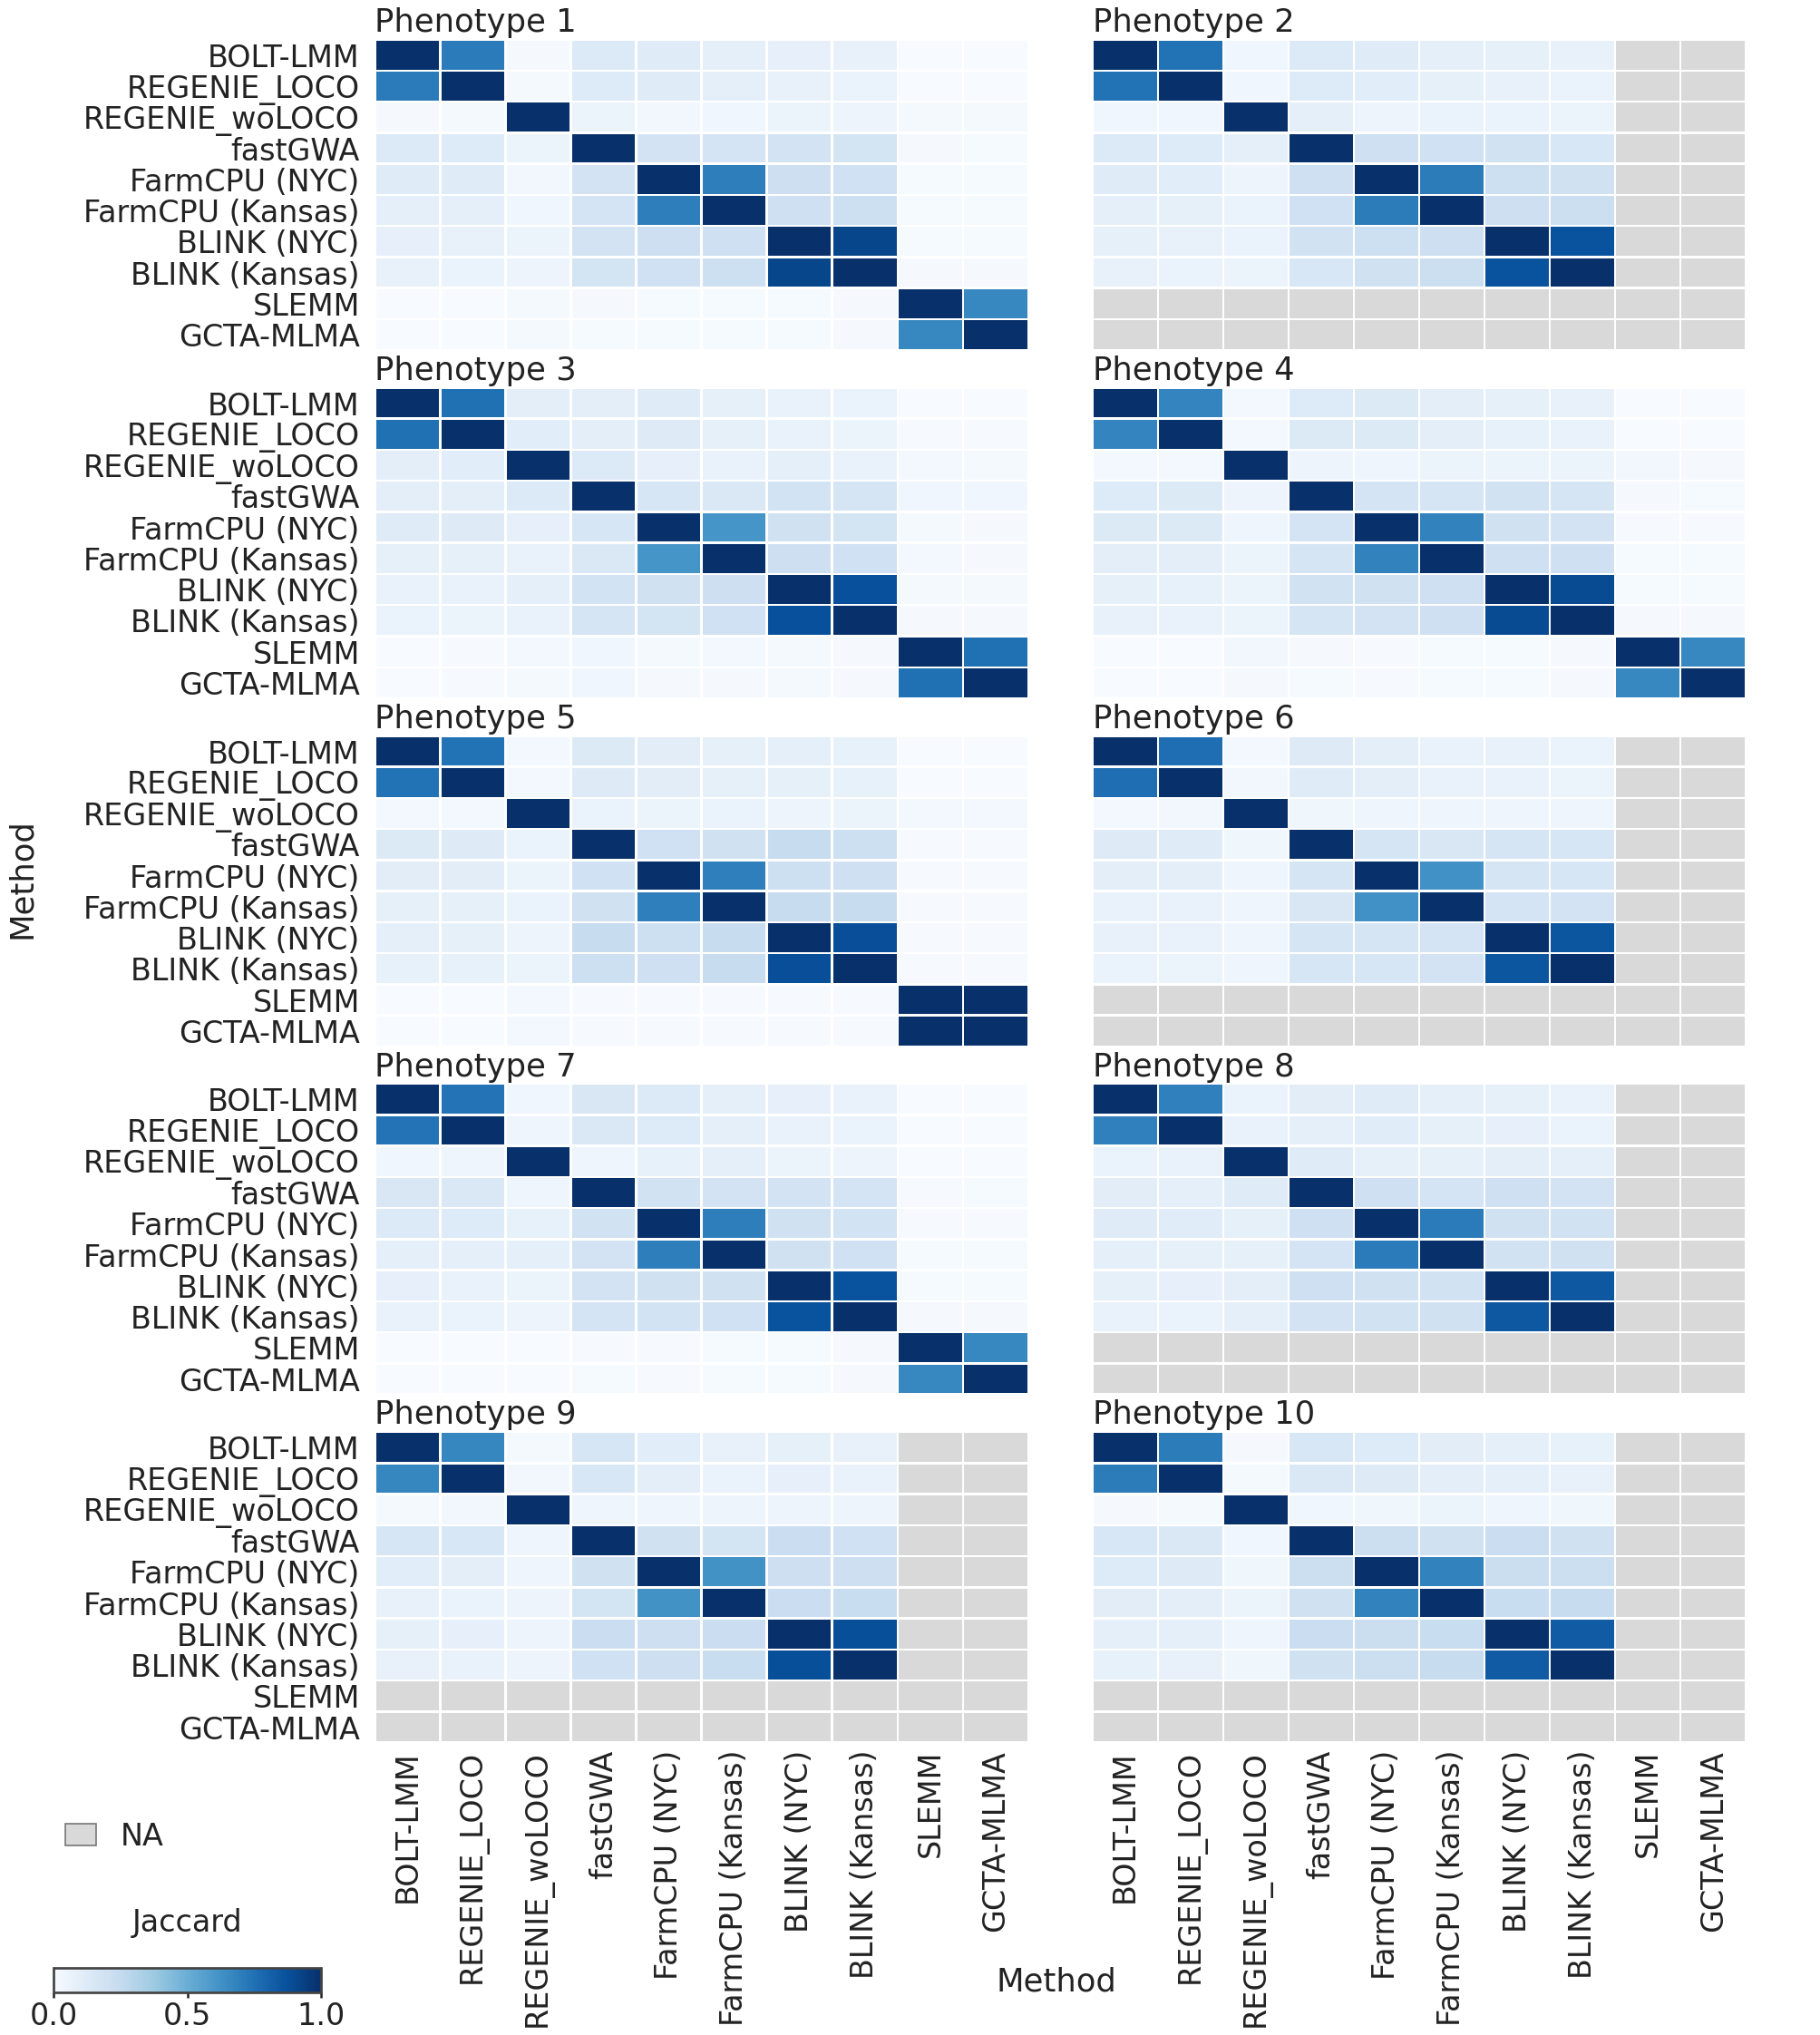 Phenotype 1
Phenotype 2
BOLT-LMM
REGENIE_LOCO
REGENIE_woLOCO
fastGWA
FarmCPU (NYC)
FarmCPU (Kansas)
BLINK (NYC)
BLINK (Kansas)
SLEMM
GCTA-MLMA
Phenotype 3
Phenotype 4
BOLT-LMM
REGENIE_LOCO
REGENIE_woLOCO
fastGWA
FarmCPU (NYC)
FarmCPU (Kansas)
BLINK (NYC)
BLINK (Kansas)
SLEMM
GCTA-MLMA
Phenotype 5
Phenotype 6
BOLT-LMM
REGENIE_LOCO
REGENIE_woLOCO
fastGWA
FarmCPU (NYC)
FarmCPU (Kansas)
BLINK (NYC)
BLINK (Kansas)
SLEMM
GCTA-MLMA
Method
Phenotype 7
Phenotype 8
BOLT-LMM
REGENIE_LOCO
REGENIE_woLOCO
fastGWA
FarmCPU (NYC)
FarmCPU (Kansas)
BLINK (NYC)
BLINK (Kansas)
SLEMM
GCTA-MLMA
Phenotype 9
Phenotype 10
BOLT-LMM
REGENIE_LOCO
REGENIE_woLOCO
fastGWA
FarmCPU (NYC)
FarmCPU (Kansas)
BLINK (NYC)
BLINK (Kansas)
SLEMM
GCTA-MLMA
BOLT-LMM
REGENIE_LOCO
REGENIE_woLOCO
fastGWA
FarmCPU (NYC)
FarmCPU (Kansas)
BLINK (NYC)
BLINK (Kansas)
SLEMM
GCTA-MLMA
BOLT-LMM
REGENIE_LOCO
REGENIE_woLOCO
fastGWA
FarmCPU (NYC)
FarmCPU (Kansas)
BLINK (NYC)
BLINK (Kansas)
SLEMM
GCTA-MLMA
Method
NA
Jaccard
0.0 0.5 1.0